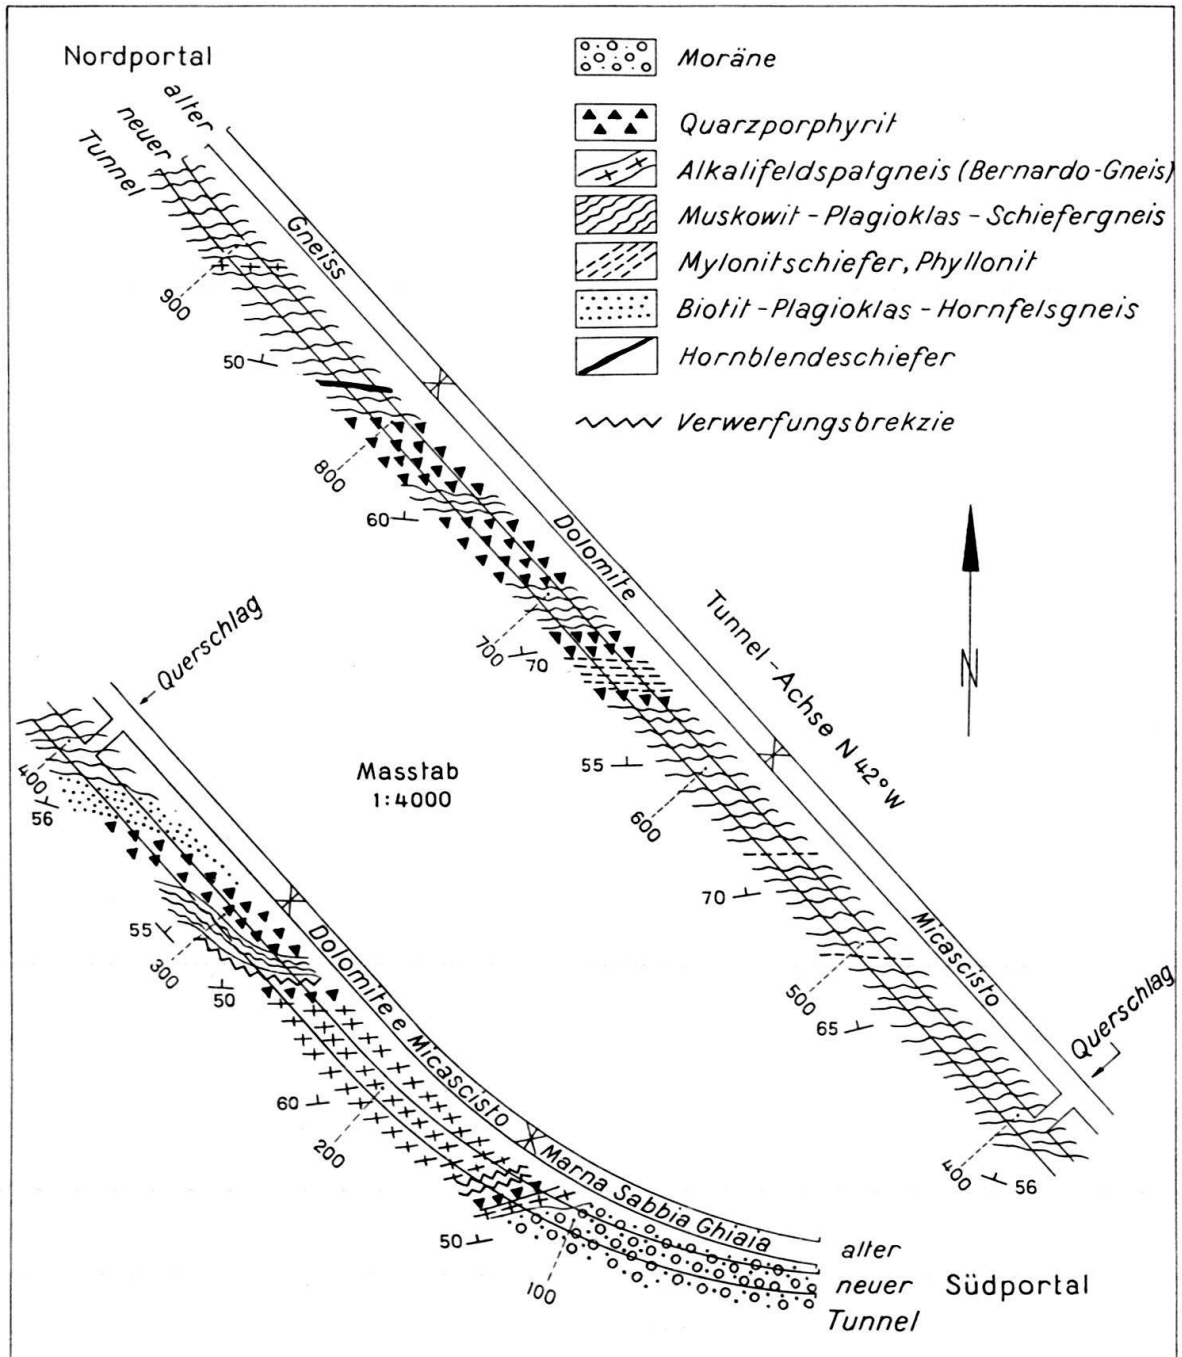 Nordportal
alter
neuer
Tunnel
Moräne
Quarzporphyrit
Alkalifeldspatgneis (Bernardo-Gneis)
Muskowit-Plagioklas-Schiefergneis
Mylonitschiefer, Phyllonit
Biotit-Plagioklas-Hornfelsgneis
Hornblendeschiefer
Verwerfungsbrekzie
Gneiss
900
50
800
60
Dolomite
700
70
Tunnel-Achse N 42° W
N
55
600
70
Micascisto
500
65
Querschlag
400
56
Querschlag
Masstab
1:4000
400
56
55
300
50
Dolomite e Micascisto
60
200
Marna Sabbia Ghiaia
50
100
alter
neuer
Tunnel
Südportal